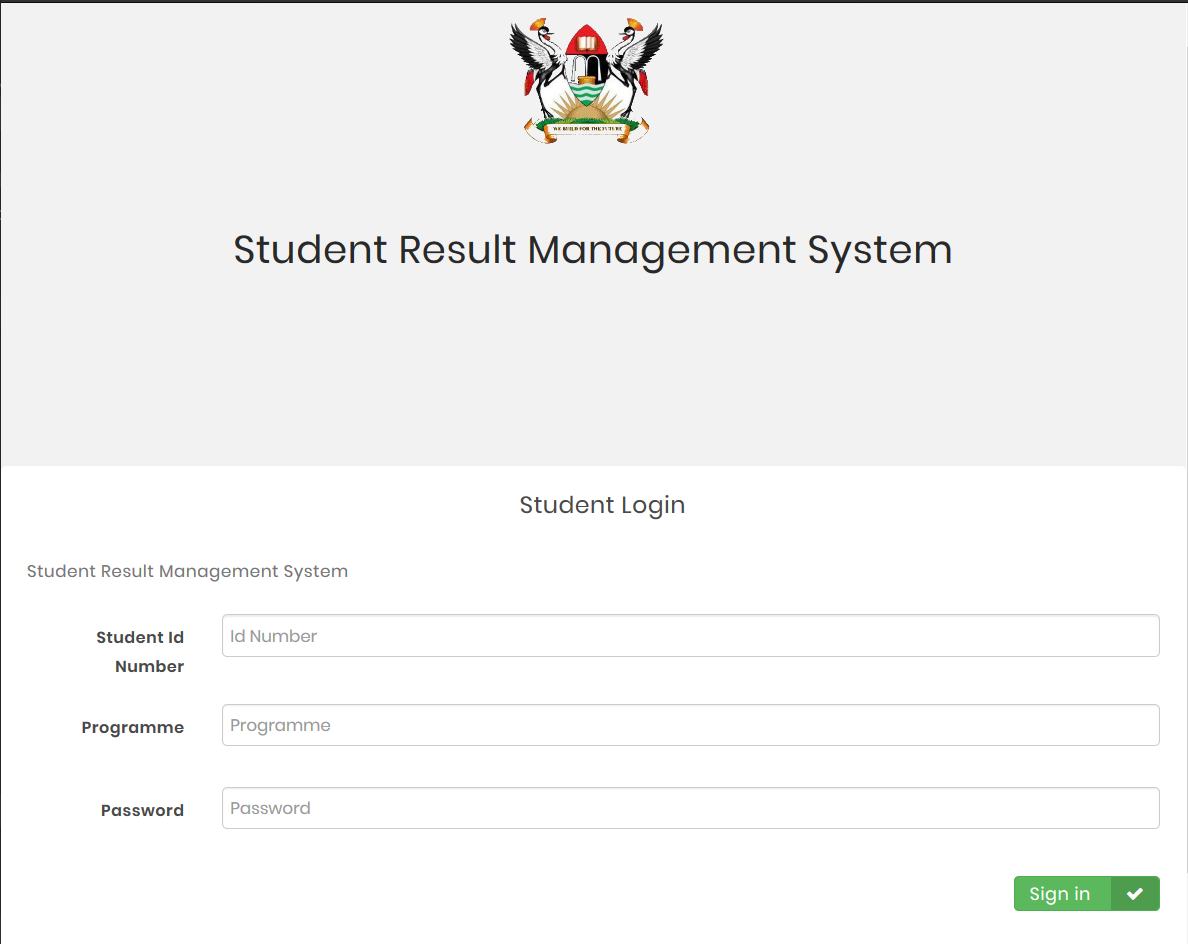 WE BUILD FOR THE FUTURE
Student Result Management System
Student Login
Student Result Management System
Student Id
Number
Id Number
Programme
Programme
Password
Password
Sign in